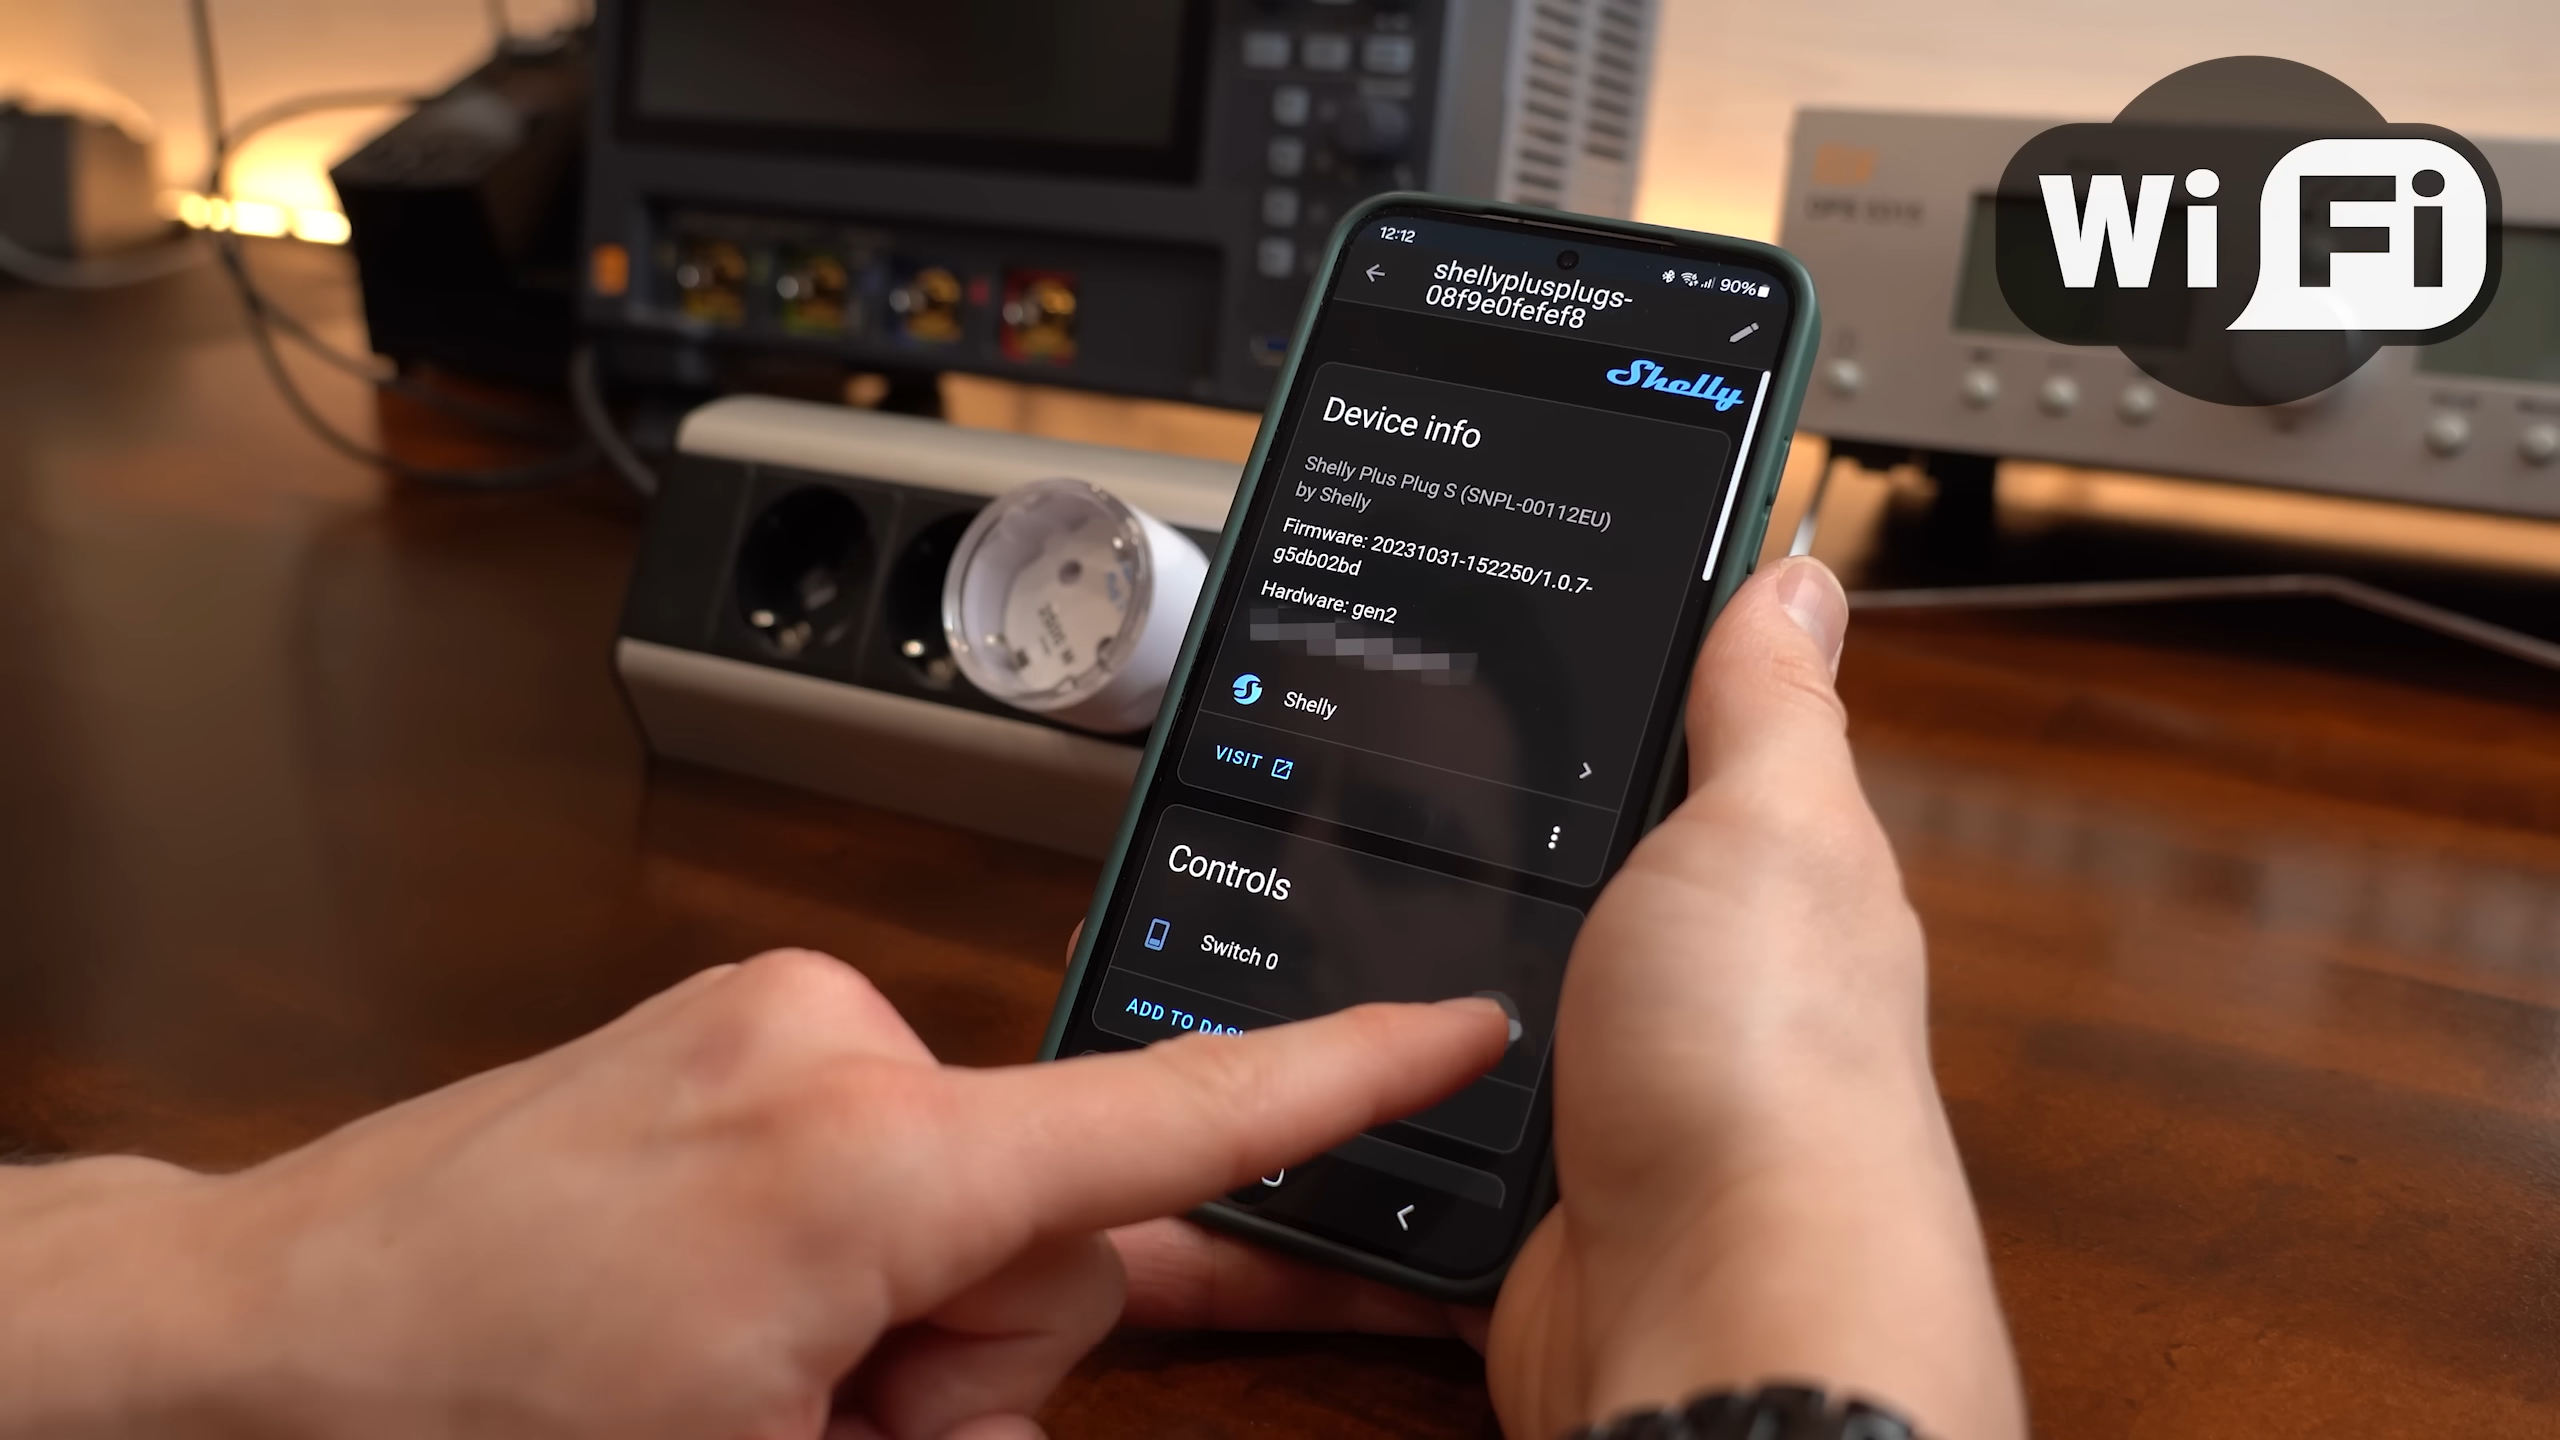 Wi Fi
12:12
90%
shellyplusplugs-
08f9e0fefef8
Shelly
Device info
Shelly Plus Plug S (SNPL-00112EU)
by Shelly
Firmware: 20231031-152250/1.0.7-
g5db02bd
Hardware: gen2
Shelly
VISIT
Controls
Switch 0
ADD TO